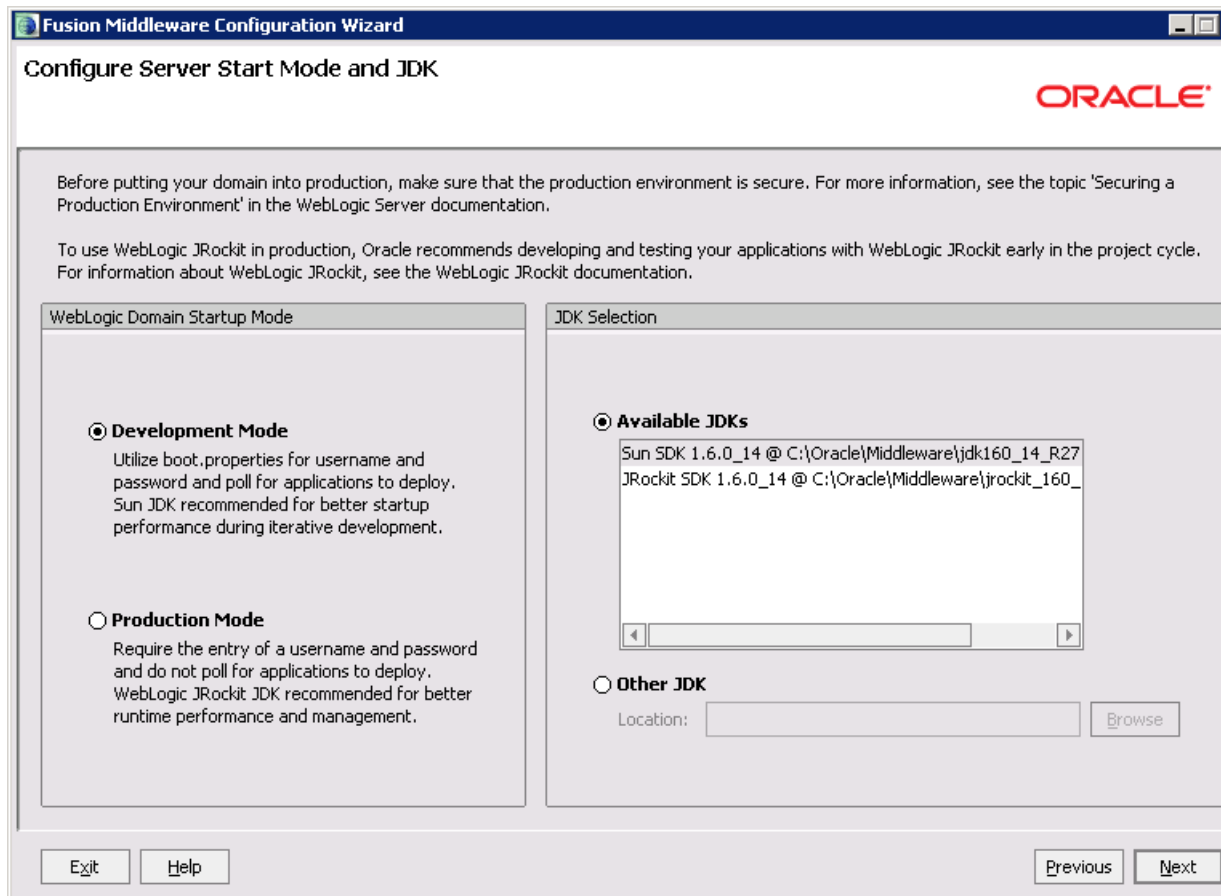 Fusion Middleware Configuration Wizard
Configure Server Start Mode and JDK
ORACLE
Before putting your domain into production, make sure that the production environment is secure. For more information, see the topic 'Securing a
Production Environment' in the WebLogic Server documentation.
To use WebLogic JRockit in production, Oracle recommends developing and testing your applications with WebLogic JRockit early in the project cycle.
For information about WebLogic JRockit, see the WebLogic JRockit documentation.
WebLogic Domain Startup Mode
Development Mode
Utilize boot.properties for username and
password and poll for applications to deploy.
Sun JDK recommended for better startup
performance during iterative development.
Production Mode
Require the entry of a username and password
and do not poll for applications to deploy.
WebLogic JRockit JDK recommended for better
runtime performance and management.
JDK Selection
Available JDKs
Sun SDK 1.6.0_14 @ C:\Oracle\Middleware\jdk160_14_R27
JRockit SDK 1.6.0_14 @ C:\Oracle\Middleware\jrockit_160_
Other JDK
Location:
Browse
Exit
Help
Previous
Next